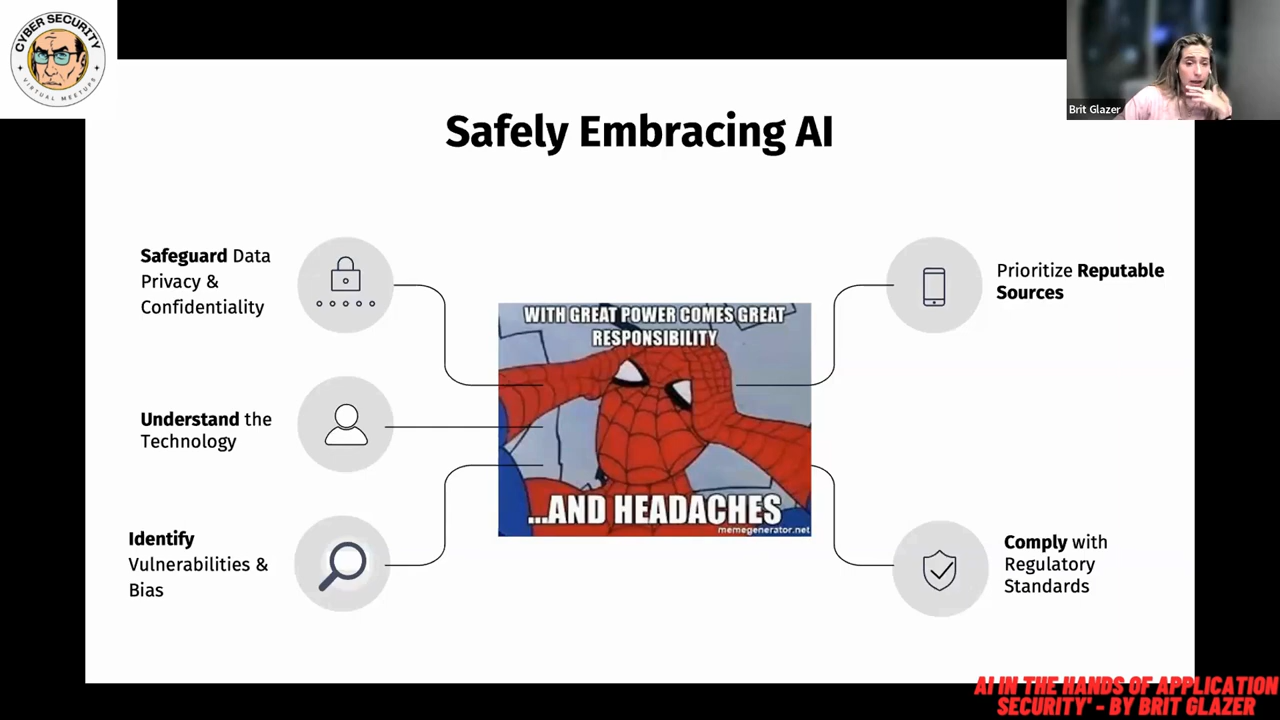 CYBER SECURITY
VIRTUAL MEETUPS
Brit Glazer
Safely Embracing AI
Safeguard Data
Privacy &
Confidentiality
Understand the
Technology
Identify
Vulnerabilities &
Bias
WITH GREAT POWER COMES GREAT
RESPONSIBILITY
...AND HEADACHES
memegenerator.net
Prioritize Reputable
Sources
Comply with
Regulatory
Standards
AI IN THE HANDS OF APPLICATION
SECURITY' - BY BRIT GLAZER